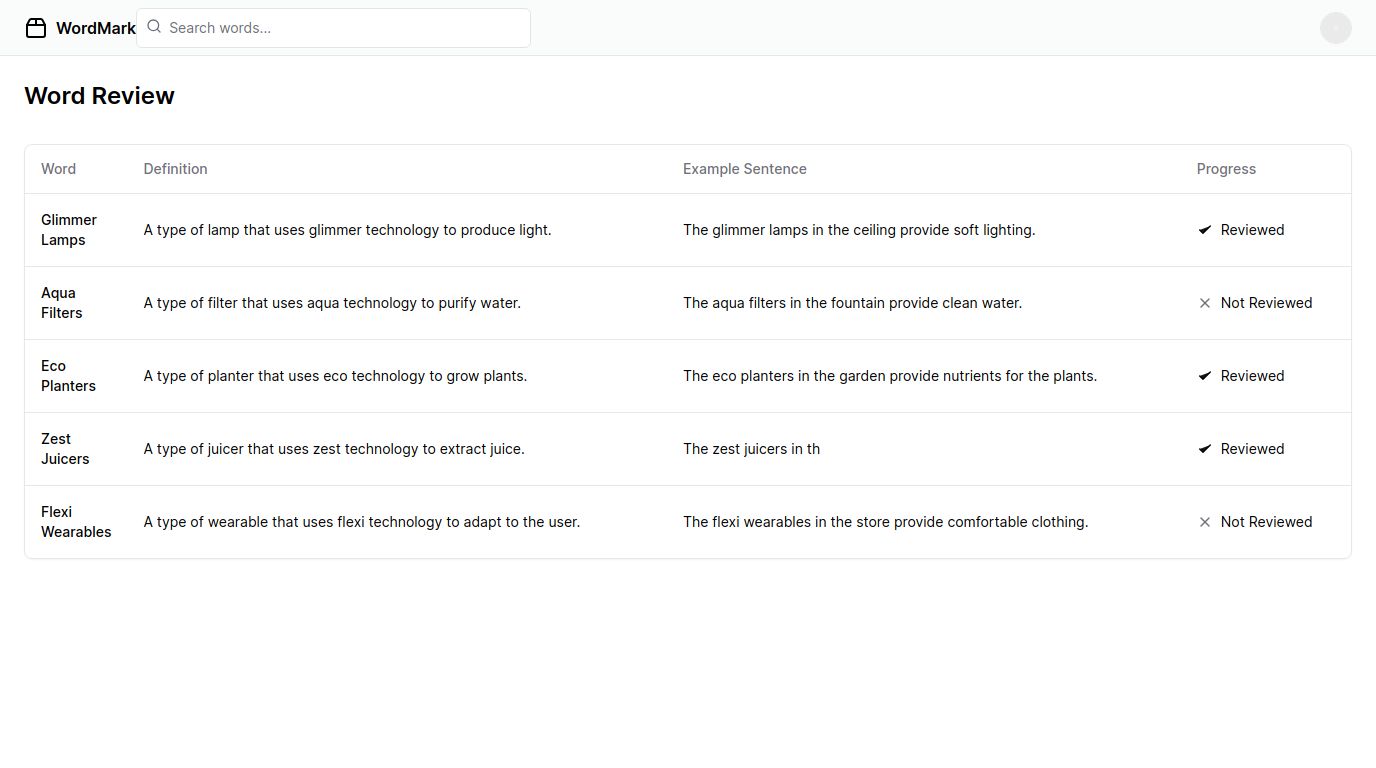 WordMark
Search words...
Word Review
Word Definition Example Sentence Progress
Glimmer
Lamps
A type of lamp that uses glimmer technology to produce light.
The glimmer lamps in the ceiling provide soft lighting.
Reviewed
Aqua
Filters
A type of filter that uses aqua technology to purify water.
The aqua filters in the fountain provide clean water.
Not Reviewed
Eco
Planters
A type of planter that uses eco technology to grow plants.
The eco planters in the garden provide nutrients for the plants.
Reviewed
Zest
Juicers
A type of juicer that uses zest technology to extract juice.
The zest juicers in th
Reviewed
Flexi
Wearables
A type of wearable that uses flexi technology to adapt to the user.
The flexi wearables in the store provide comfortable clothing.
Not Reviewed